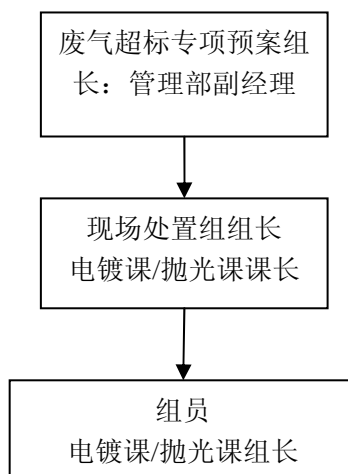 废气超标专项预案组
长：管理部副经理
现场处置组组长
电镀课/抛光课课长
组员
电镀课/抛光课组长